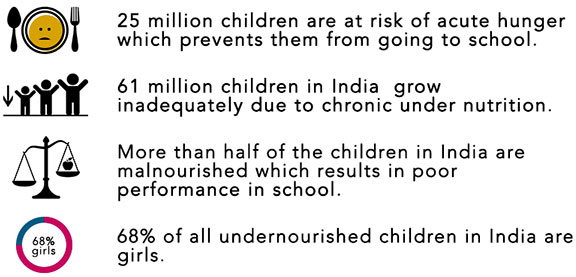 25 million children are at risk of acute hunger
which prevents them from going to school.
61 million children in India  grow
inadequately due to chronic under nutrition.
More than half of the children in India are
malnourished which results in poor
performance in school.
68%
girls
68% of all undernourished children in India are
girls.